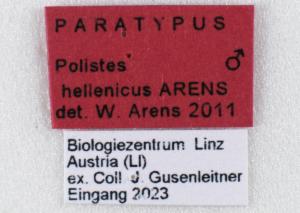 PARATYPUS
Polistes ♂
hellenicus ARENS
det. W. Arens 2011
Biologiezentrum Linz
Austria (LI)
ex. Coll. d. Gusenleitner
Eingang 2023